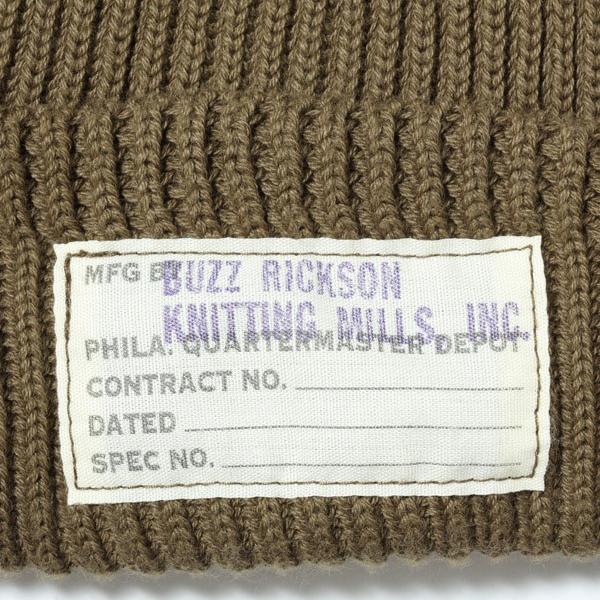 MFG BY BUZZ RICKSON
KNITTING MILLS, INC.
PHILA. QUARTERMASTER DEPOT
CONTRACT NO.
DATED
SPEC NO.